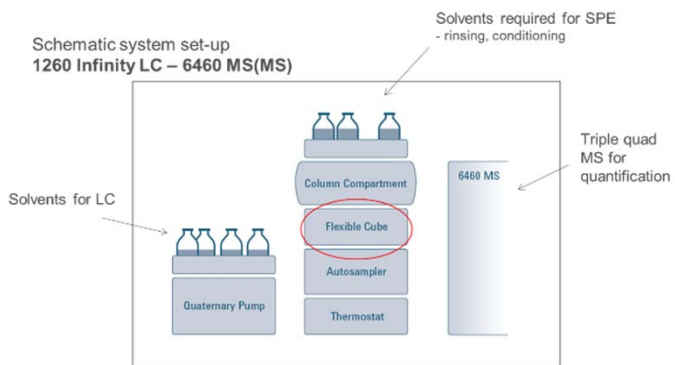 Solvents required for SPE
- rinsing, conditioning
Schematic system set-up
1260 Infinity LC – 6460 MS(MS)
Triple quad
MS for
quantification
Column Compartment
6460 MS
Solvents for LC
Flexible Cube
Autosampler
Quaternary Pump
Thermostat